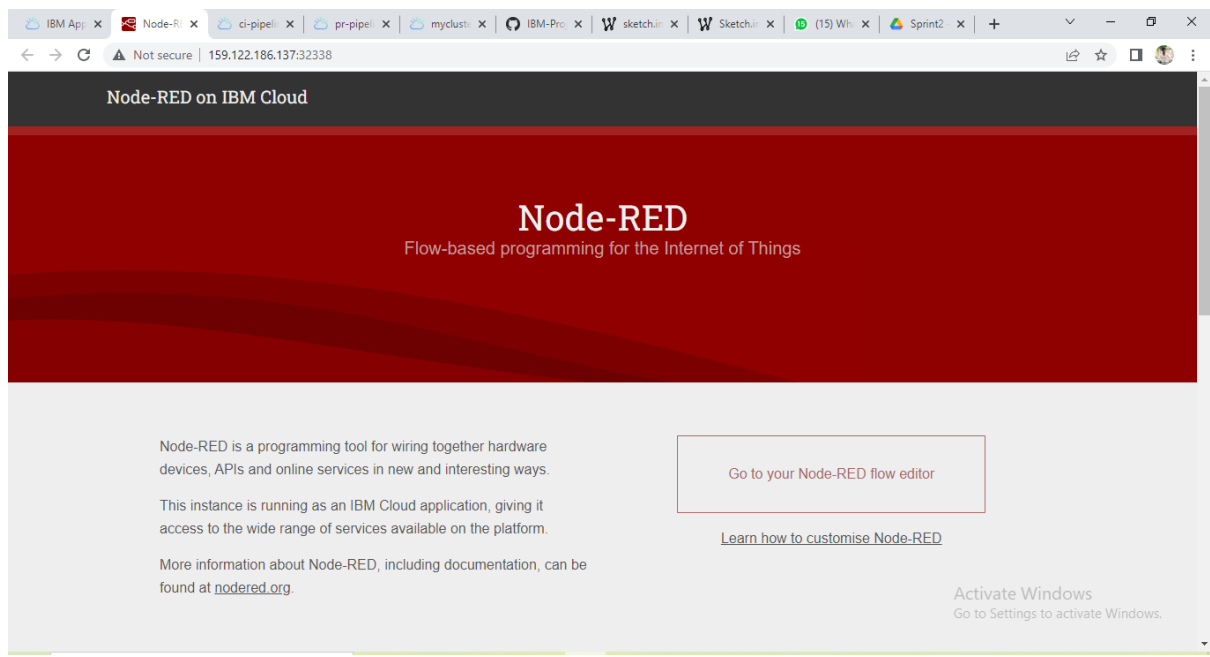 IBM App
Node-R
ci-pipelin
pr-pipeli
mycluste
IBM-Proj
sketch.in
Sketch.in
(15) Wh
Sprint2 -
Not secure | 159.122.186.137:32338
Node-RED on IBM Cloud
Node-RED
Flow-based programming for the Internet of Things
Node-RED is a programming tool for wiring together hardware
devices, APIs and online services in new and interesting ways.
This instance is running as an IBM Cloud application, giving it
access to the wide range of services available on the platform.
More information about Node-RED, including documentation, can be
found at nodered.org.
Go to your Node-RED flow editor
Learn how to customise Node-RED
Activate Windows
Go to Settings to activate Windows.